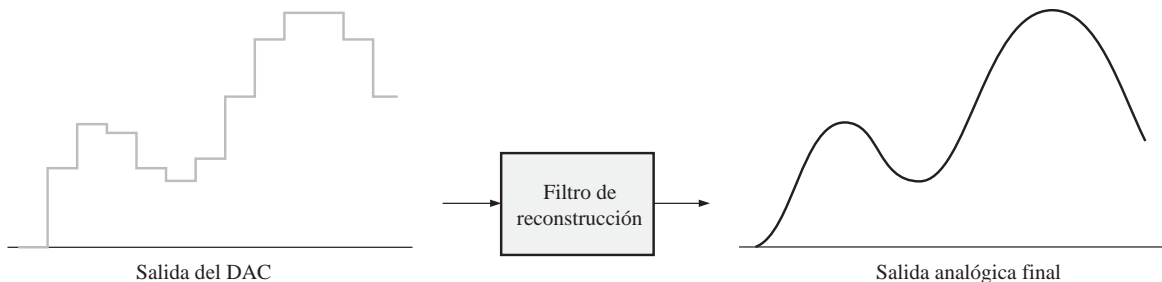 Filtro de
reconstrucción
Salida del DAC
Salida analógica final